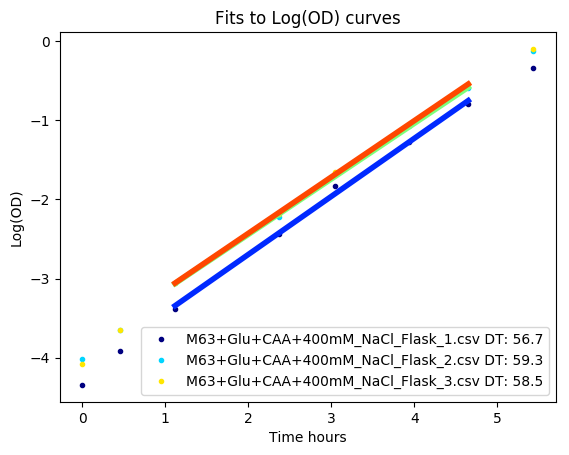 Fits to Log(OD) curves
0
−1
−2
−3
−4
Log(OD)
M63+Glu+CAA+400mM_NaCl_Flask_1.csv DT: 56.7
M63+Glu+CAA+400mM_NaCl_Flask_2.csv DT: 59.3
M63+Glu+CAA+400mM_NaCl_Flask_3.csv DT: 58.5
0 1 2 3 4 5
Time hours